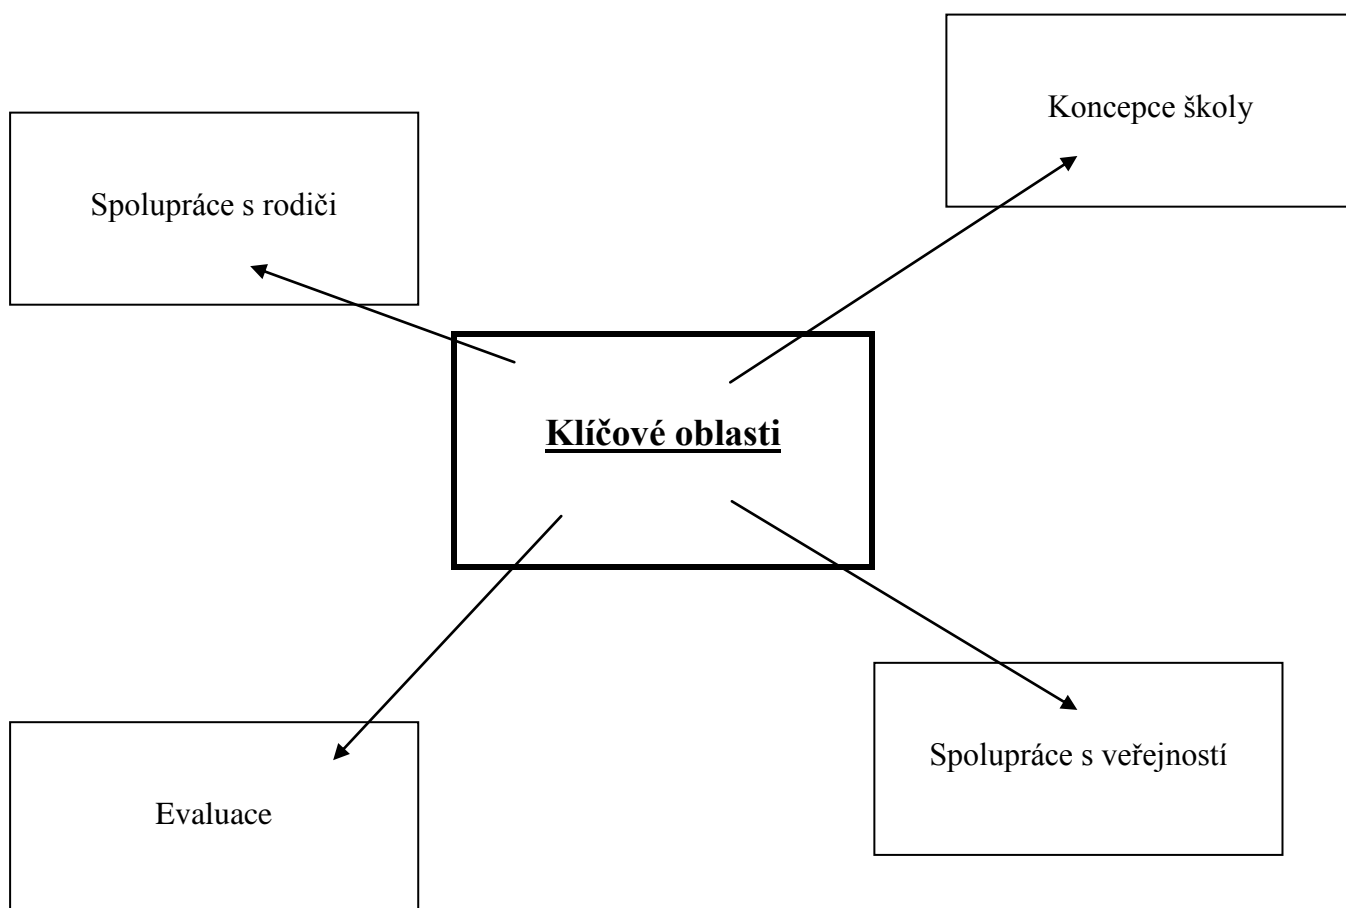 Koncepce školy
Spolupráce s rodiči
Klíčové oblasti
Spolupráce s veřejností
Evaluace